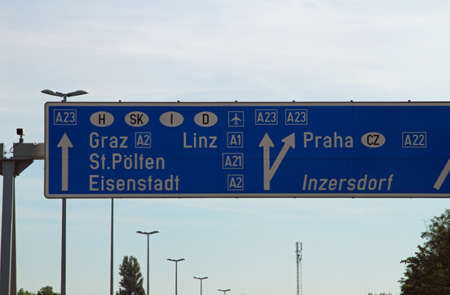 A23 H SK I D A23 A23
Graz A2 Linz A1 Praha CZ A22
St.Pölten A21
Eisenstadt A2 Inzersdorf